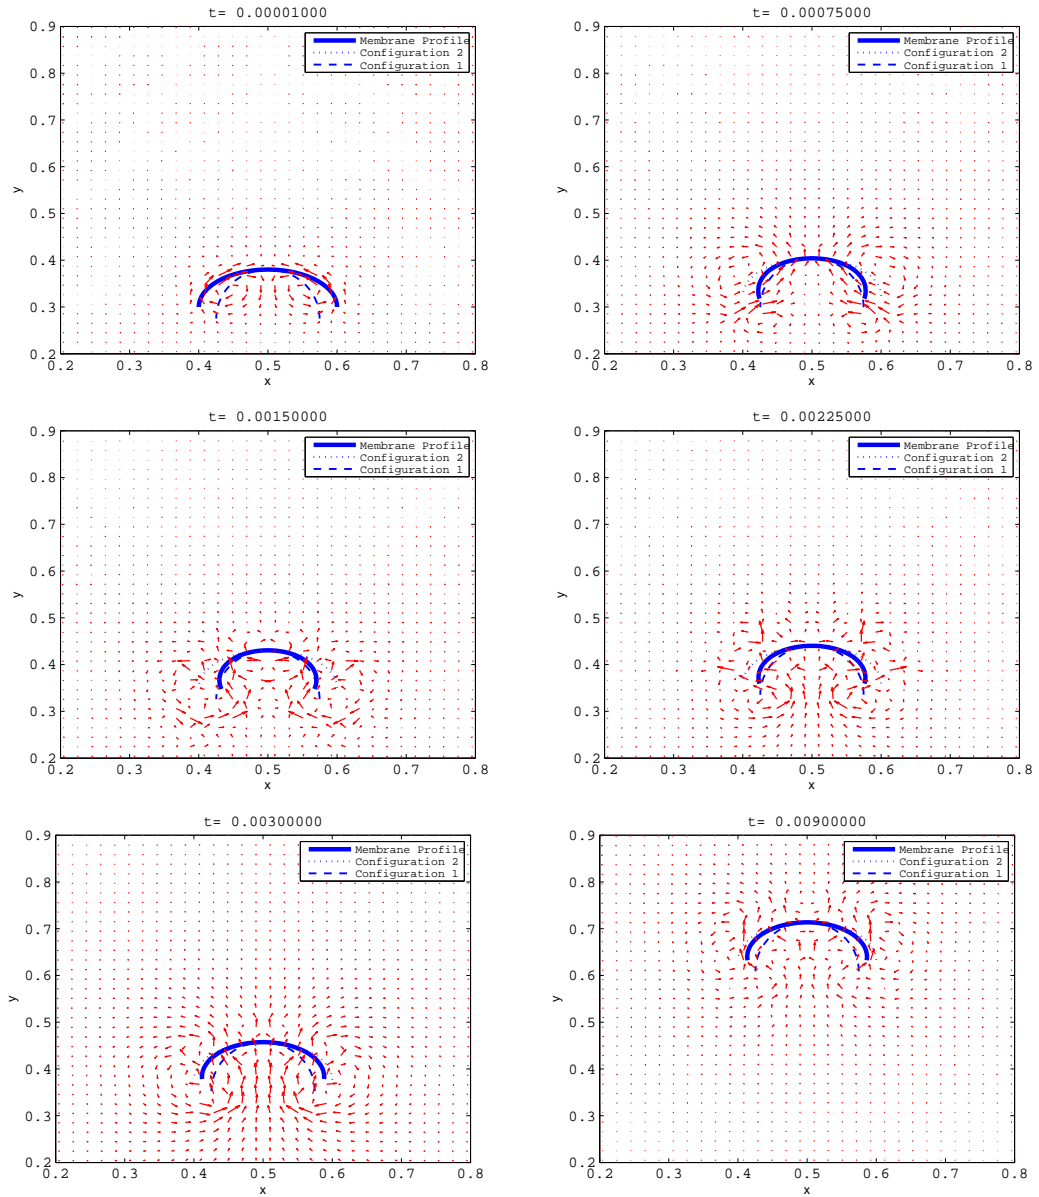 t= 0.00001000
0.9
0.8
0.7
0.6
0.5
0.4
0.3
0.2
y
Membrane Profile
Configuration 2
Configuration 1
0.2 0.3 0.4 0.5 0.6 0.7 0.8
x
t= 0.00075000
0.9
0.8
0.7
0.6
0.5
0.4
0.3
0.2
y
Membrane Profile
Configuration 2
Configuration 1
0.2 0.3 0.4 0.5 0.6 0.7 0.8
x
t= 0.00150000
0.9
0.8
0.7
0.6
0.5
0.4
0.3
0.2
y
Membrane Profile
Configuration 2
Configuration 1
0.2 0.3 0.4 0.5 0.6 0.7 0.8
x
t= 0.00225000
0.9
0.8
0.7
0.6
0.5
0.4
0.3
0.2
y
Membrane Profile
Configuration 2
Configuration 1
0.2 0.3 0.4 0.5 0.6 0.7 0.8
x
t= 0.00300000
0.9
0.8
0.7
0.6
0.5
0.4
0.3
0.2
y
Membrane Profile
Configuration 2
Configuration 1
0.2 0.3 0.4 0.5 0.6 0.7 0.8
x
t= 0.00900000
0.9
0.8
0.7
0.6
0.5
0.4
0.3
0.2
y
Membrane Profile
Configuration 2
Configuration 1
0.2 0.3 0.4 0.5 0.6 0.7 0.8
x